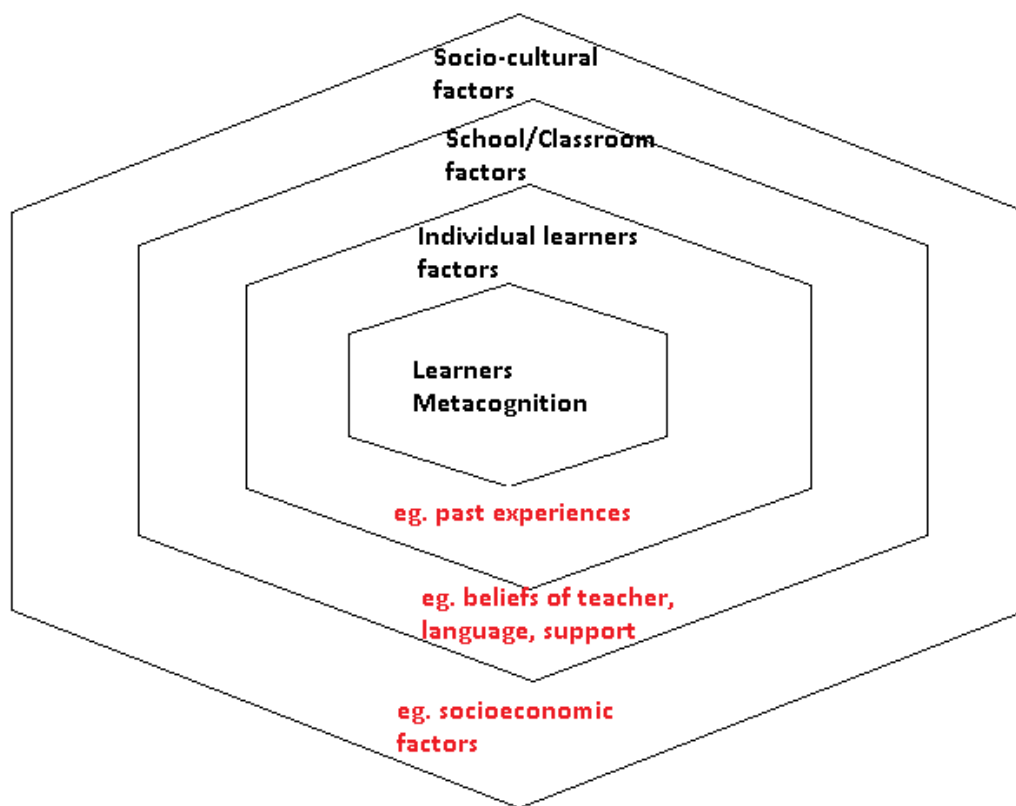 Socio-cultural
factors
School/Classroom
factors
Individual learners
factors
Learners
Metacognition
eg. past experiences
eg. beliefs of teacher,
language, support
eg. socioeconomic
factors